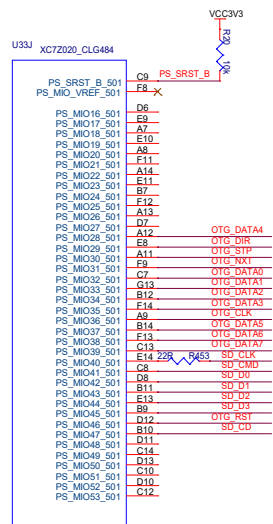 VCC3V3
R20
10k
U33J XC7Z020_CLG484
PS_SRST_B_501 C9 PS_SRST_B
PS_MIO_VREF_501 F8
PS_MIO16_501 D6
PS_MIO17_501 E9
PS_MIO18_501 A7
PS_MIO19_501 E10
PS_MIO20_501 A8
PS_MIO21_501 F11
PS_MIO22_501 A14
PS_MIO23_501 E11
PS_MIO24_501 B7
PS_MIO25_501 F12
PS_MIO26_501 A13
PS_MIO27_501 D7
PS_MIO28_501 A12 OTG_DATA4
PS_MIO29_501 E8 OTG_DIR
PS_MIO30_501 A11 OTG_STP
PS_MIO31_501 F9 OTG_NXT
PS_MIO32_501 C7 OTG_DATA0
PS_MIO33_501 G13 OTG_DATA1
PS_MIO34_501 B12 OTG_DATA2
PS_MIO35_501 F14 OTG_DATA3
PS_MIO36_501 A9 OTG_CLK
PS_MIO37_501 B14 OTG_DATA5
PS_MIO38_501 F13 OTG_DATA6
PS_MIO39_501 C13 OTG_DATA7
PS_MIO40_501 E14 22R R453 SD_CLK
PS_MIO41_501 C8 SD_CMD
PS_MIO42_501 D8 SD_D0
PS_MIO43_501 B11 SD_D1
PS_MIO44_501 E13 SD_D2
PS_MIO45_501 B9 SD_D3
PS_MIO46_501 D12 OTG_RST
PS_MIO47_501 B10 SD_CD
PS_MIO48_501 D11
PS_MIO49_501 C14
PS_MIO50_501 D13
PS_MIO51_501 C10
PS_MIO52_501 D10
PS_MIO53_501 C12